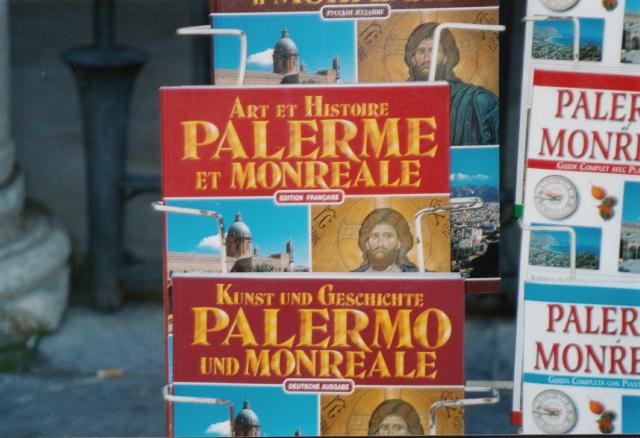 РУССКОЕ ИЗДАНИЕ
ART ET HISTOIRE
PALERME
ET MONREALE
EDITION FRANÇAISE
KUNST UND GESCHICHTE
PALERMO
UND MONREALE
DEUTSCHE AUSGABE
PALER
MONRE
GUIDE COMPLET AVEC PLA
PALER
MONRE
GUIDA COMPLETA CON PIANT